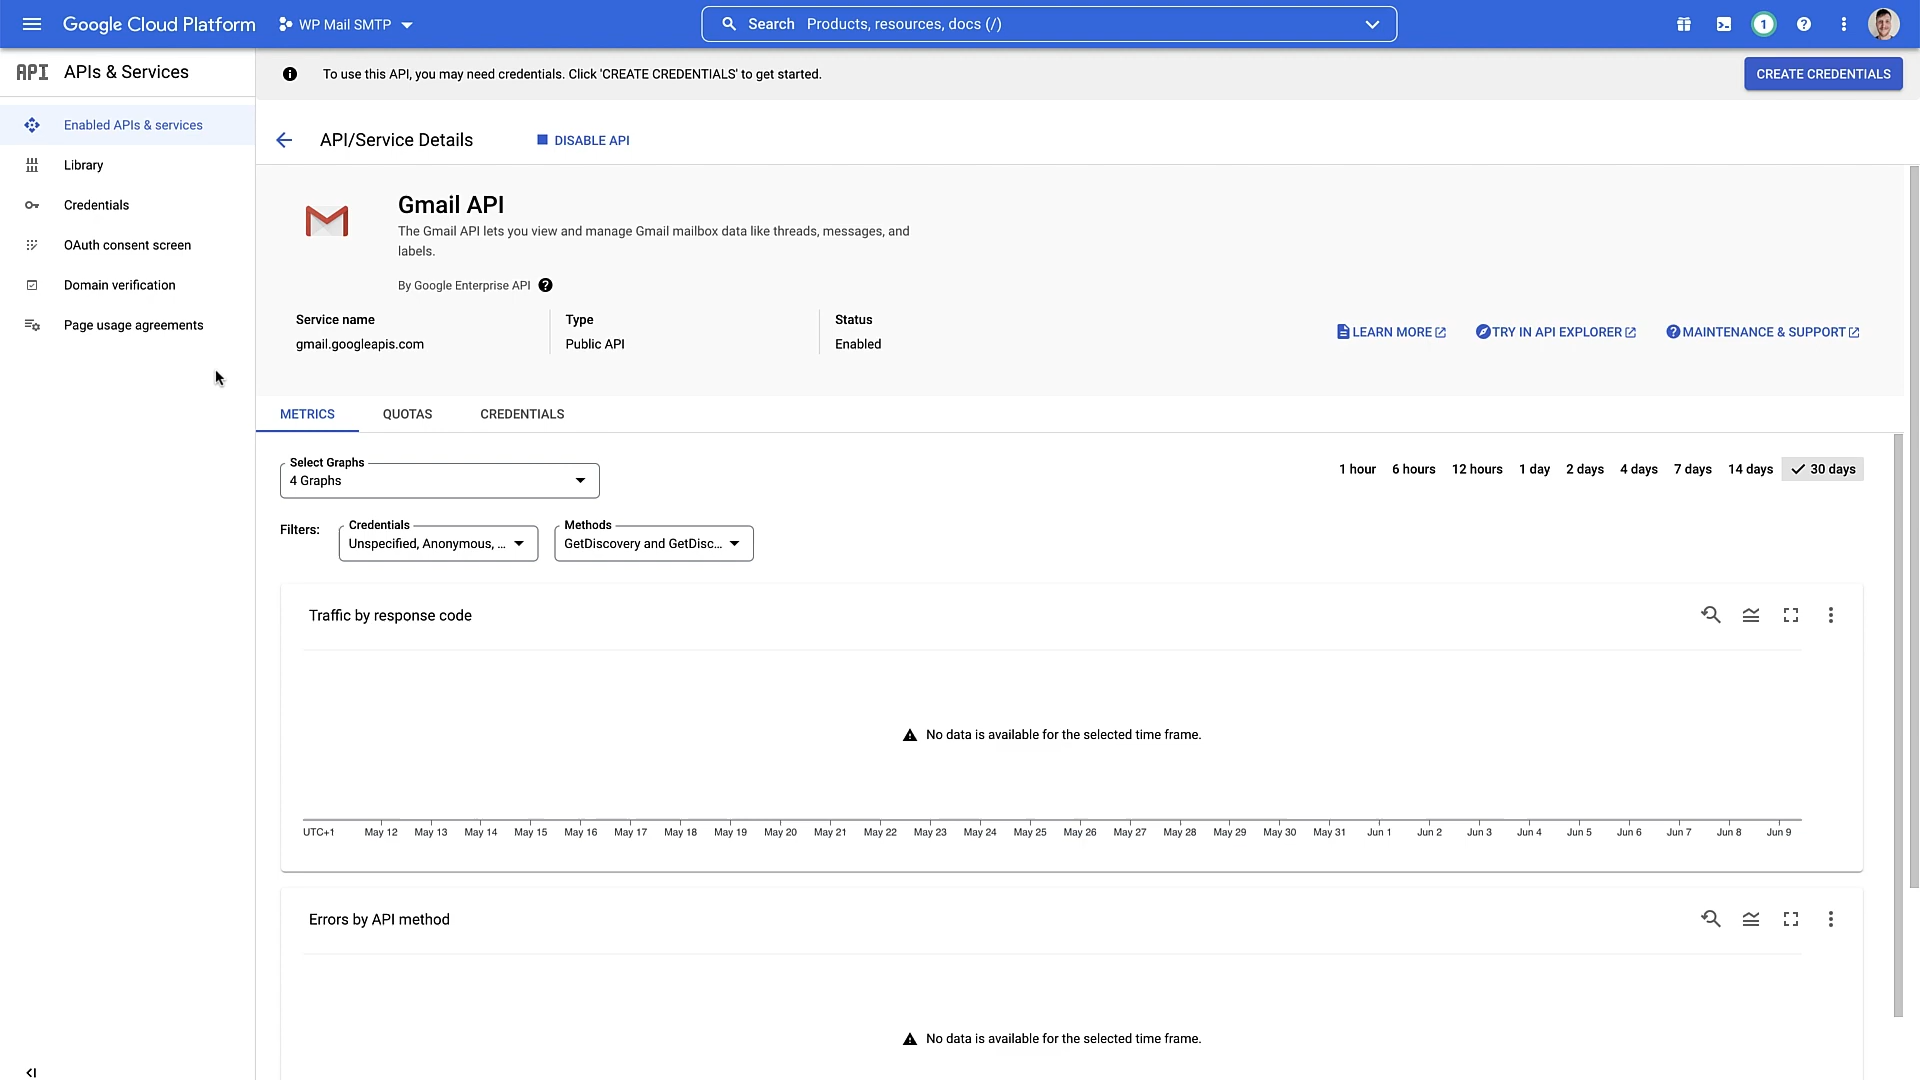 Google Cloud Platform
WP Mail SMTP
Search Products, resources, docs (/)
1
API APIs & Services
To use this API, you may need credentials. Click 'CREATE CREDENTIALS' to get started.
CREATE CREDENTIALS
Enabled APIs & services
Library
Credentials
OAuth consent screen
Domain verification
Page usage agreements
API/Service Details
DISABLE API
Gmail API
The Gmail API lets you view and manage Gmail mailbox data like threads, messages, and
labels.
By Google Enterprise API
Service name
gmail.googleapis.com
Type
Public API
Status
Enabled
LEARN MORE
TRY IN API EXPLORER
MAINTENANCE & SUPPORT
METRICS
QUOTAS
CREDENTIALS
Select Graphs
4 Graphs
1 hour 6 hours 12 hours 1 day 2 days 4 days 7 days 14 days 30 days
Filters:
Credentials
Unspecified, Anonymous, ...
Methods
GetDiscovery and GetDisc...
Traffic by response code
No data is available for the selected time frame.
UTC+1 May 12 May 13 May 14 May 15 May 16 May 17 May 18 May 19 May 20 May 21 May 22 May 23 May 24 May 25 May 26 May 27 May 28 May 29 May 30 May 31 Jun 1 Jun 2 Jun 3 Jun 4 Jun 5 Jun 6 Jun 7 Jun 8 Jun 9
Errors by API method
No data is available for the selected time frame.